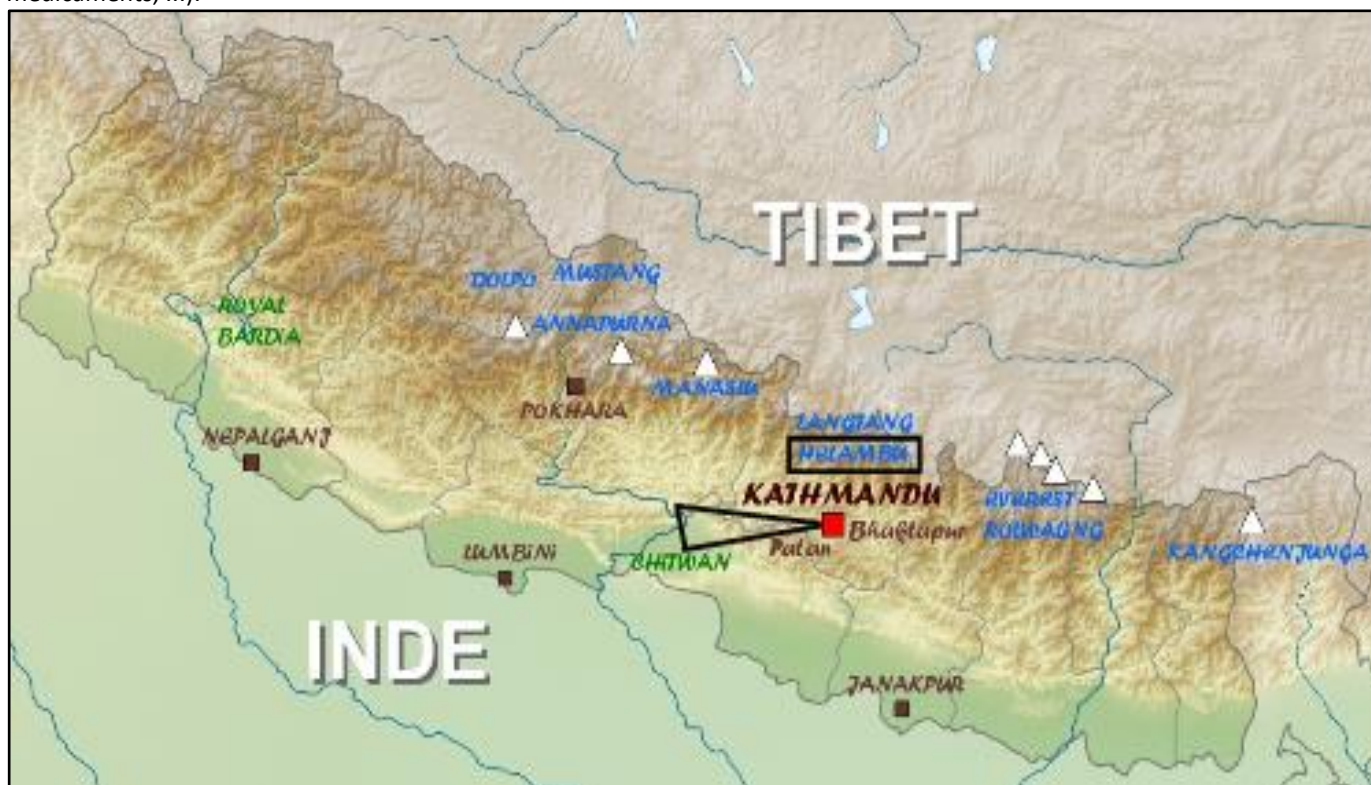 TIBET
DOLPO
MUSTANG
ROYAL
BARDIA
ANNAPURNA
MANASLU
POKHARA
LANGTANG
HELAMBU
NEPALGANJ
KATHMANDU
EVEREST
ROLWAGNG
Bhaktapur
Patan
KANGCHENJUNGA
LUMBINI
CHITWAN
INDE
JANAKPUR